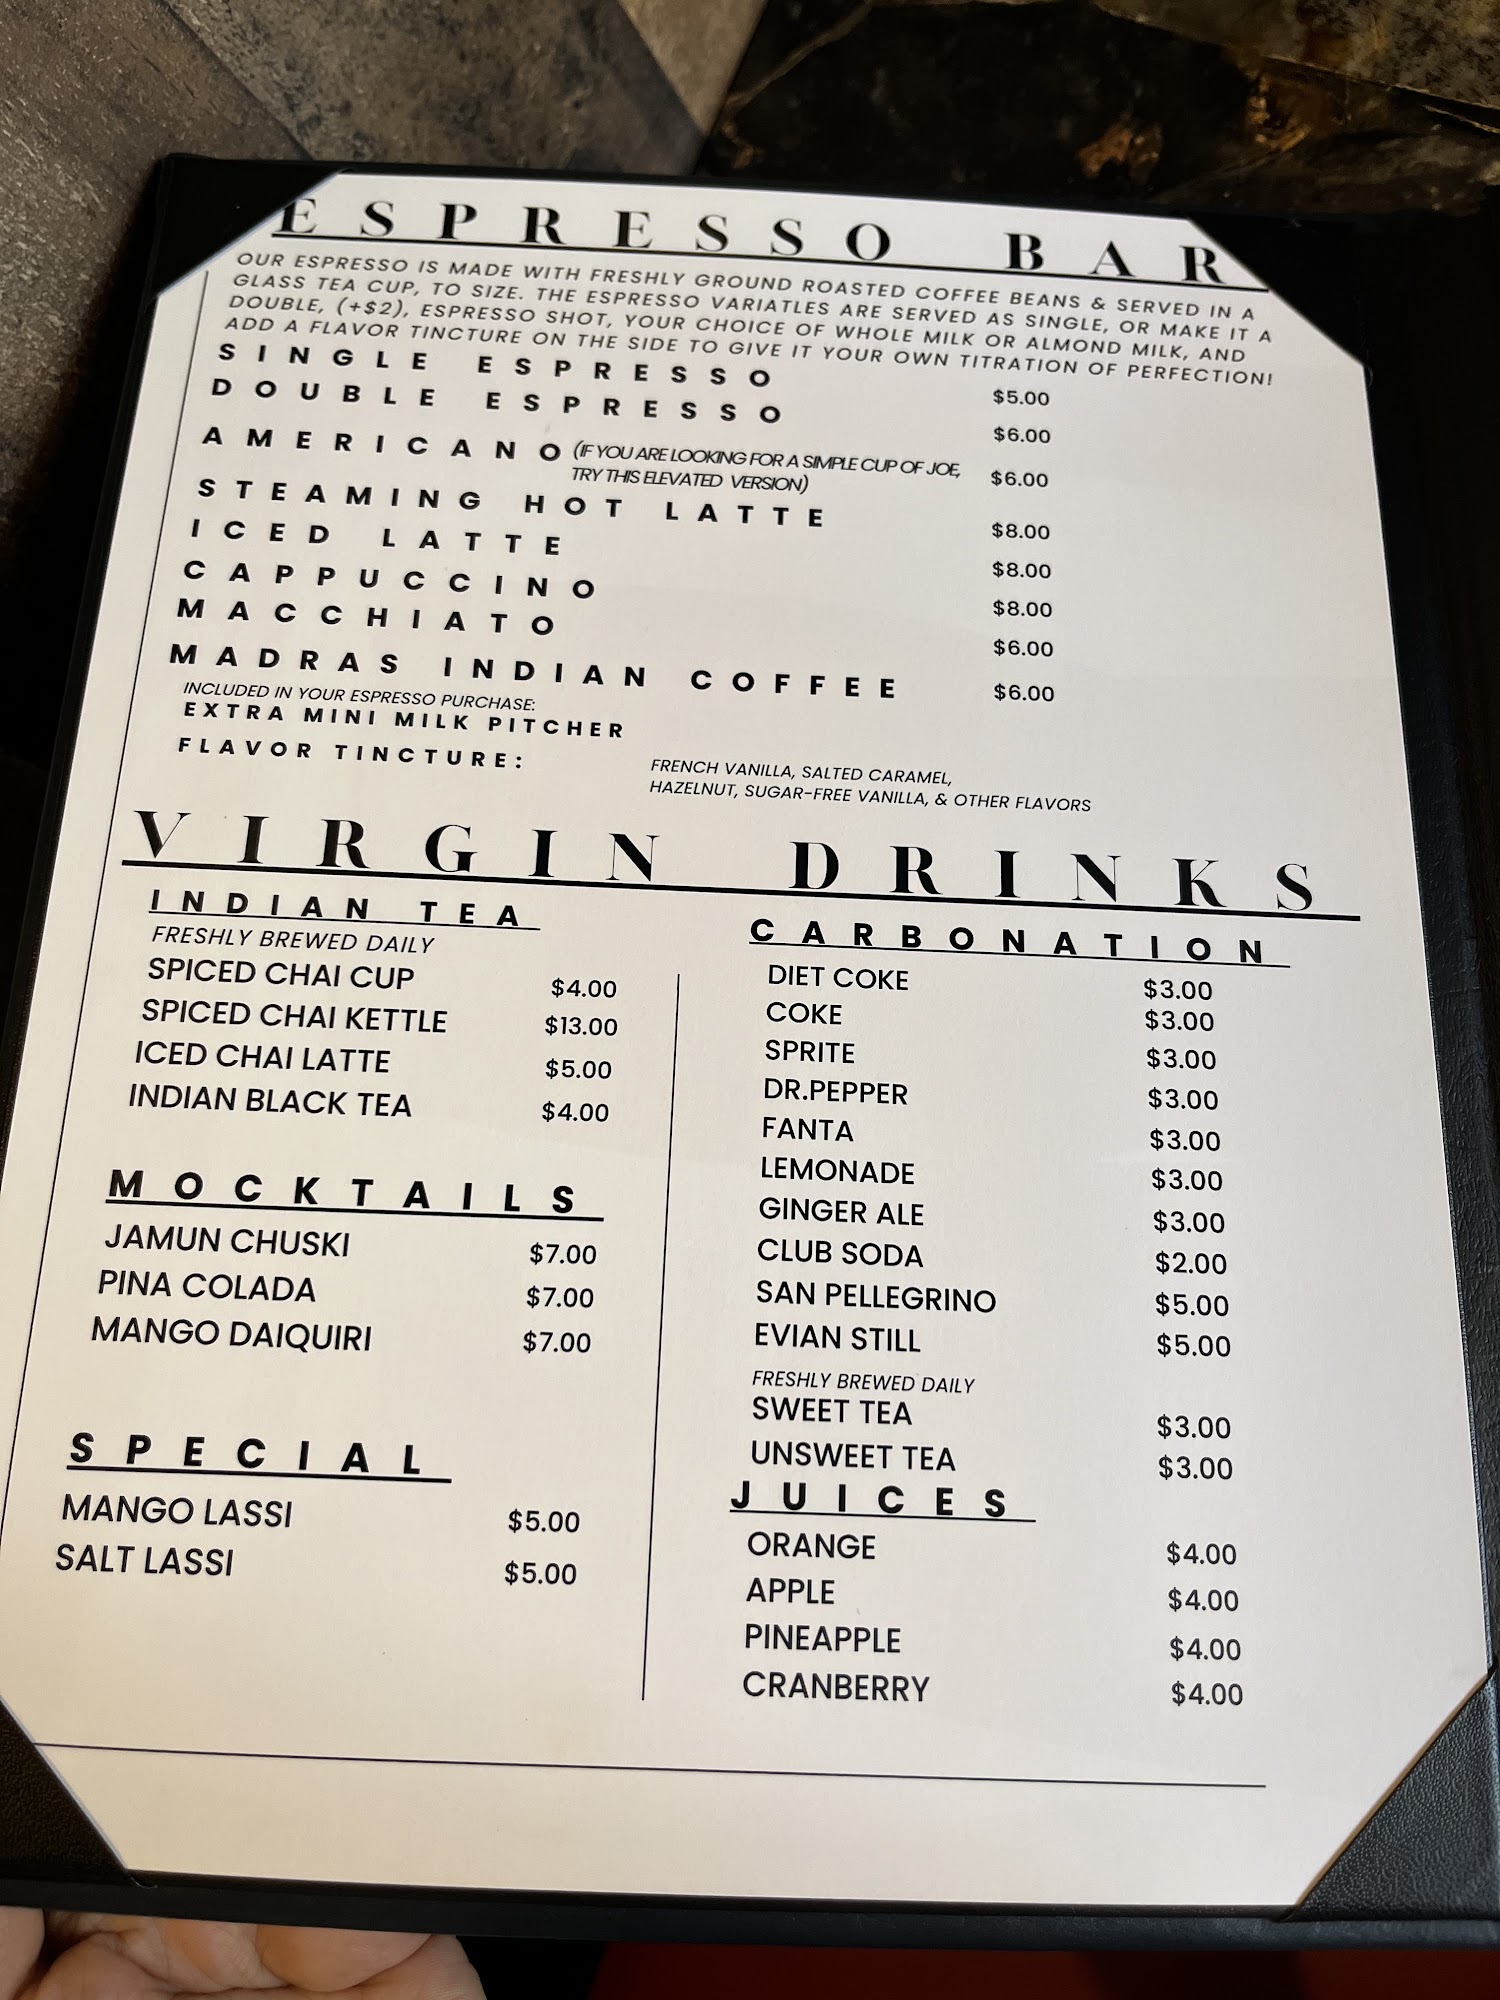 ESPRESSO BAR
OUR ESPRESSO IS MADE WITH FRESHLY GROUND ROASTED COFFEE BEANS & SERVED IN A
GLASS TEA CUP, TO SIZE. THE ESPRESSO VARIATLES ARE SERVED AS SINGLE, OR MAKE IT A
DOUBLE, (+$2), ESPRESSO SHOT, YOUR CHOICE OF WHOLE MILK OR ALMOND MILK, AND
ADD A FLAVOR TINCTURE ON THE SIDE TO GIVE IT YOUR OWN TITRATION OF PERFECTION!
SINGLE ESPRESSO $5.00
DOUBLE ESPRESSO $6.00
AMERICANO (IF YOU ARE LOOKING FOR A SIMPLE CUP OF JOE, $6.00
TRY THIS ELEVATED VERSION)
STEAMING HOT LATTE $8.00
ICED LATTE $8.00
CAPPUCCINO $8.00
MACCHIATO $6.00
MADRAS INDIAN COFFEE $6.00
INCLUDED IN YOUR ESPRESSO PURCHASE:
EXTRA MINI MILK PITCHER
FLAVOR TINCTURE: FRENCH VANILLA, SALTED CARAMEL,
HAZELNUT, SUGAR-FREE VANILLA, & OTHER FLAVORS
VIRGIN DRINKS
INDIAN TEA
FRESHLY BREWED DAILY
SPICED CHAI CUP $4.00
SPICED CHAI KETTLE $13.00
ICED CHAI LATTE $5.00
INDIAN BLACK TEA $4.00
MOCKTAILS
JAMUN CHUSKI $7.00
PINA COLADA $7.00
MANGO DAIQUIRI $7.00
SPECIAL
MANGO LASSI $5.00
SALT LASSI $5.00
CARBONATION
DIET COKE $3.00
COKE $3.00
SPRITE $3.00
DR.PEPPER $3.00
FANTA $3.00
LEMONADE $3.00
GINGER ALE $3.00
CLUB SODA $2.00
SAN PELLEGRINO $5.00
EVIAN STILL $5.00
FRESHLY BREWED DAILY
SWEET TEA $3.00
UNSWEET TEA $3.00
JUICES
ORANGE $4.00
APPLE $4.00
PINEAPPLE $4.00
CRANBERRY $4.00